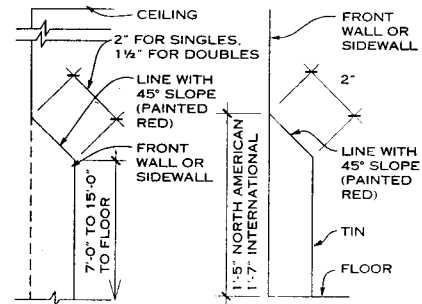 CEILING
2" FOR SINGLES,
1½" FOR DOUBLES
LINE WITH
45° SLOPE
(PAINTED
RED)
FRONT
WALL OR
SIDEWALL
7'-0" TO 15'-0"
TO FLOOR
FRONT
WALL OR
SIDEWALL
2"
LINE WITH
45° SLOPE
(PAINTED
RED)
1'-5" NORTH AMERICAN
1'-7" INTERNATIONAL
TIN
FLOOR